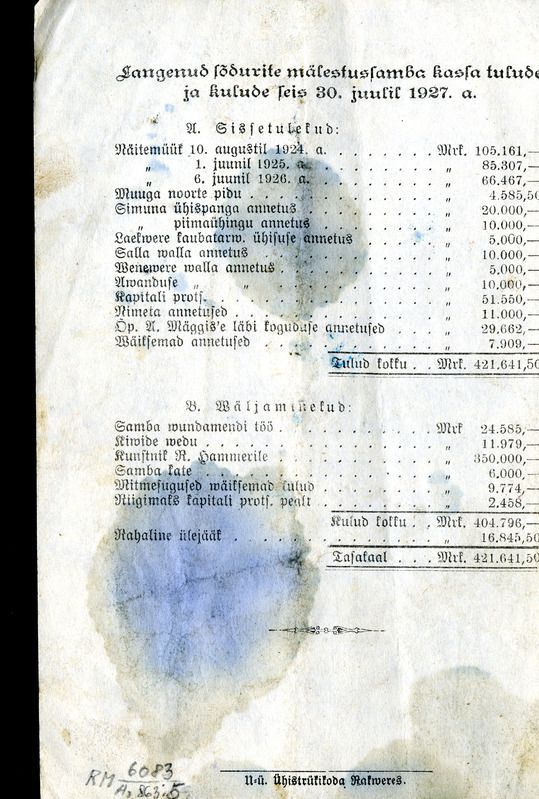 Langenud sõdurite mälestussamba kassa tulude
ja kulude seis 30. juulil 1927. a.
A. Sissetulekud:
Näitemüük 10. augustil 1924. a. . . . . . . . Mrk. 105.161,—
„ 1. juunil 1925. a. . . . . . . . . „ 85.307,—
„ 6. juunil 1926. a. . . . . . . . . „ 66.467,—
Muuga noorte pidu . . . . . . . . . . . . „ 4.585,50
Simuna ühispanga annetus . . . . . . . . . . „ 20.000,—
„ piimaühingu annetus . . . . . . . . . „ 10.000,—
Laekwere kaubatarw. ühisuse annetus . . . . . . „ 5.000,—
Salla walla annetus . . . . . . . . . . . . „ 10.000,—
Wenewere walla annetus . . . . . . . . . . . „ 5.000,—
Awanduse „ „ . . . . . . . . . . . „ 10.000,—
Kapitali prots. . . . . . . . . . . . . . . „ 51.550,—
Nimeta annetused . . . . . . . . . . . . . „ 11.000,—
Õp. A. Mäggis'e läbi koguduse annetused . . . . „ 29.662,—
Wäiksemad annetused . . . . . . . . . . . . „ 7.909,—
Tulud kokku . . Mrk. 421.641,50
B. Wäljaminekud:
Samba wundamendi töö . . . . . . . . . . . Mrk 24.585,—
Kiwide wedu . . . . . . . . . . . . . . . „ 11.979,—
Kunstnik R. Hammerile . . . . . . . . . . . „ 350,000,—
Samba kate . . . . . . . . . . . . . . . „ 6.000,—
Mitmesugused wäiksemad kulud . . . . . . . . „ 9.774,—
Riigimaks kapitali prots. pealt . . . . . . . . „ 2.458,—
Kulud kokku . . Mrk. 404.796,—
Rahaline ülejääk . . . . . . . . . . . . . „ 16.845,50
Tasakaal . . . Mrk. 421.641,50
RM 6083
A2 863:5
U-ü. Ühistrükikoda Rakweres.